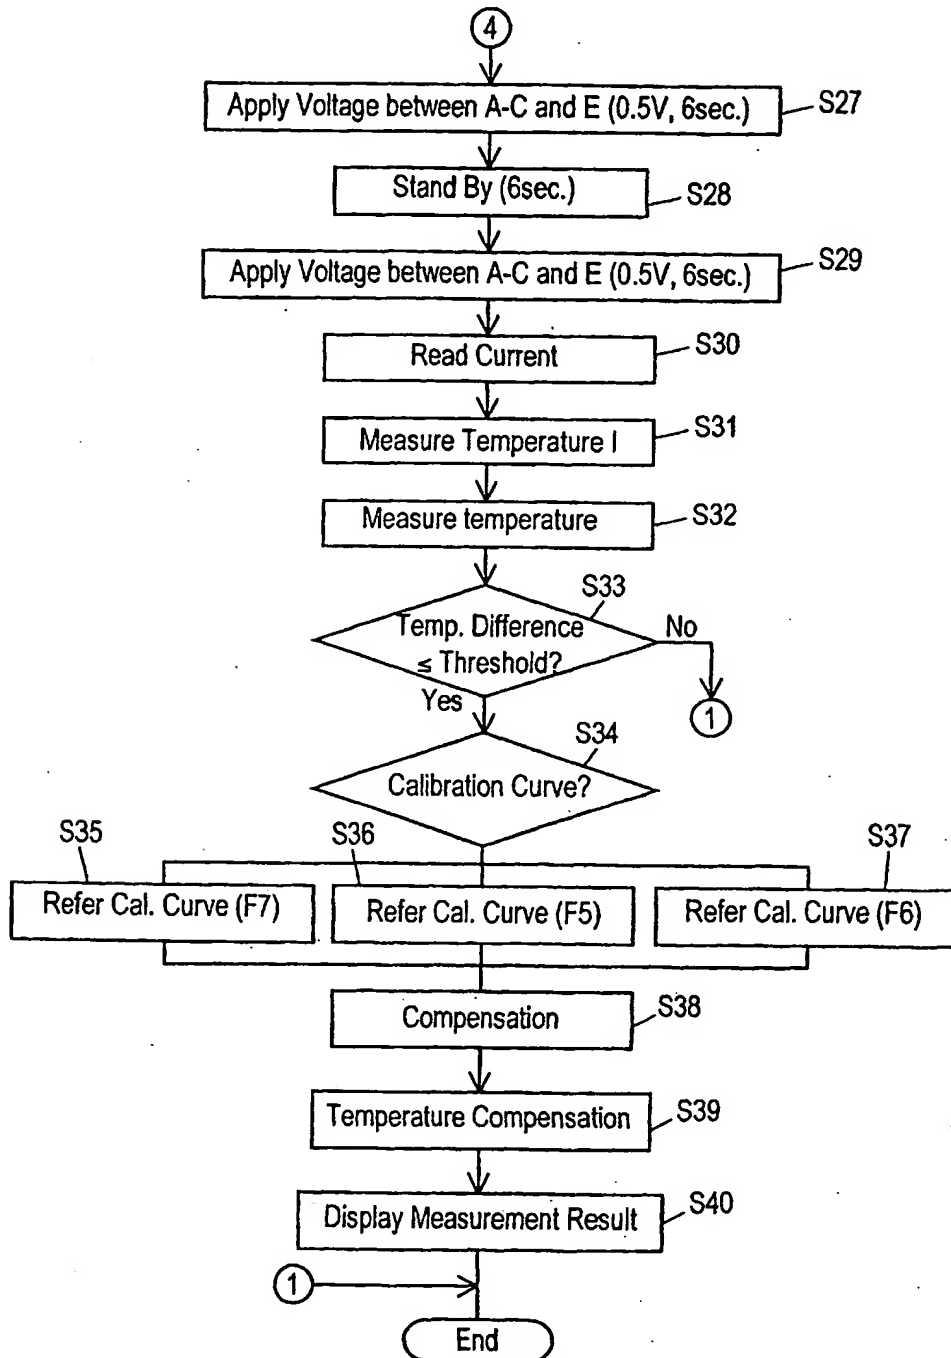 4
Apply Voltage between A-C and E (0.5V, 6sec.)
S27
Stand By (6sec.)
S28
Apply Voltage between A-C and E (0.5V, 6sec.)
S29
Read Current
S30
Measure Temperature I
S31
Measure temperature
S32
S33
Temp. Difference
≤ Threshold?
No
Yes
1
S34
Calibration Curve?
S35
S36
S37
Refer Cal. Curve (F7)
Refer Cal. Curve (F5)
Refer Cal. Curve (F6)
Compensation
S38
Temperature Compensation
S39
Display Measurement Result
S40
1
End